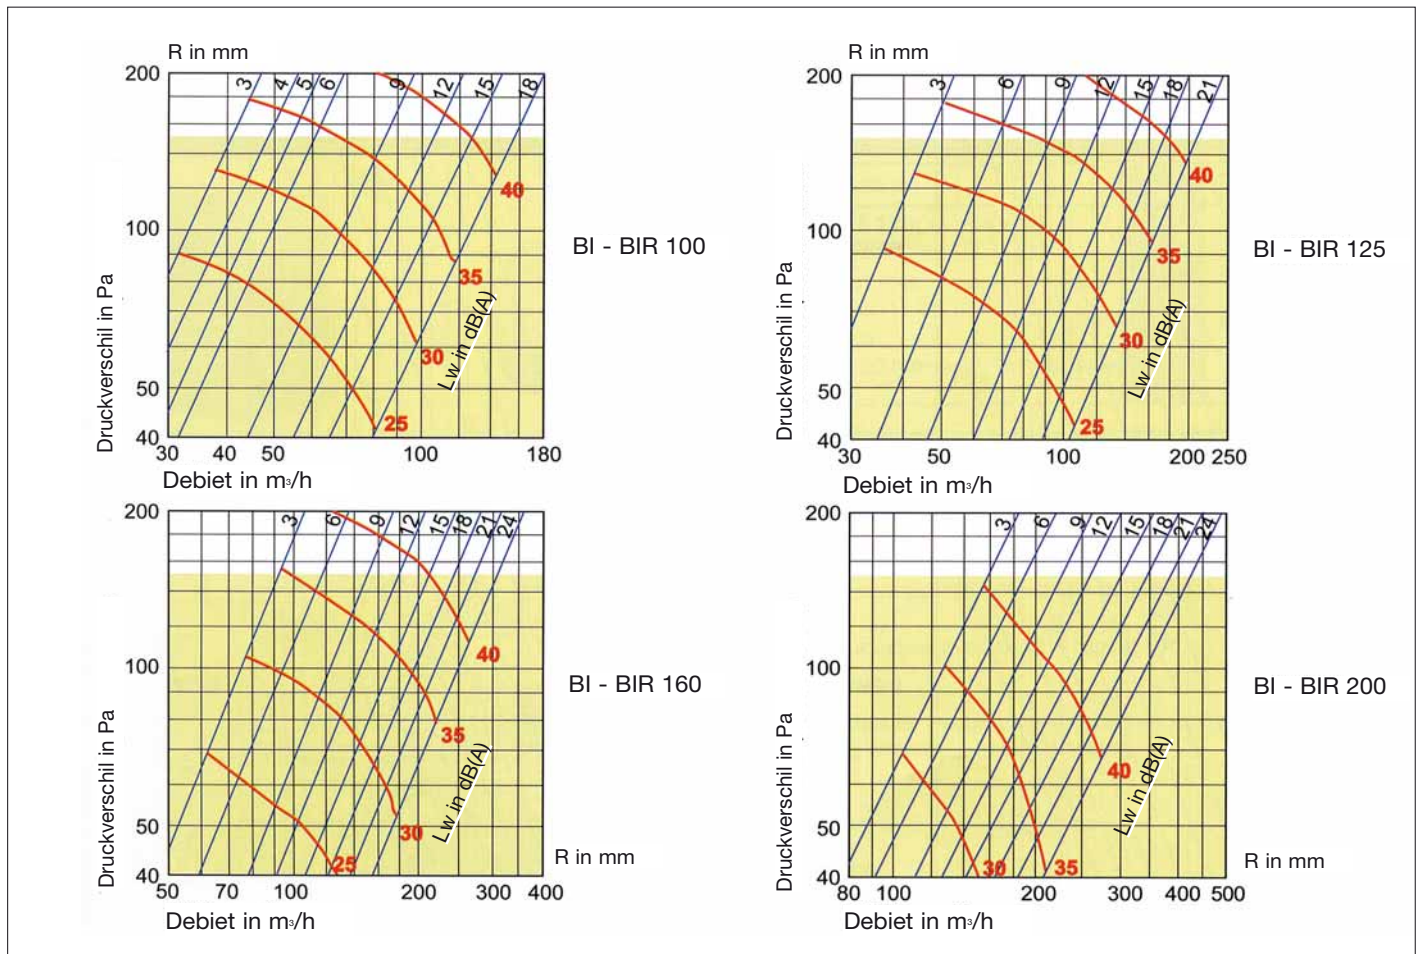 R in mm
200
3 4 5 6 9 12 15 18
40
100
35
50
30
25
40
Lw in dB(A)
Druckverschil in Pa
30 40 50 100 180
Debiet in m³/h
BI - BIR 100
R in mm
200
3 6 9 12 15 18 21
40
100
35
50
30
25
40
Lw in dB(A)
Druckverschil in Pa
30 50 100 200 250
Debiet in m³/h
BI - BIR 125
200
3 6 9 12 15 18 21 24
40
100
35
50
30
25
40
Lw in dB(A)
Druckverschil in Pa
R in mm
50 70 100 200 300 400
Debiet in m³/h
BI - BIR 160
200
3 6 9 12 15 18 21 24
100
40
50
30
35
40
Lw in dB(A)
Druckverschil in Pa
R in mm
80 100 200 300 400 500
Debiet in m³/h
BI - BIR 200